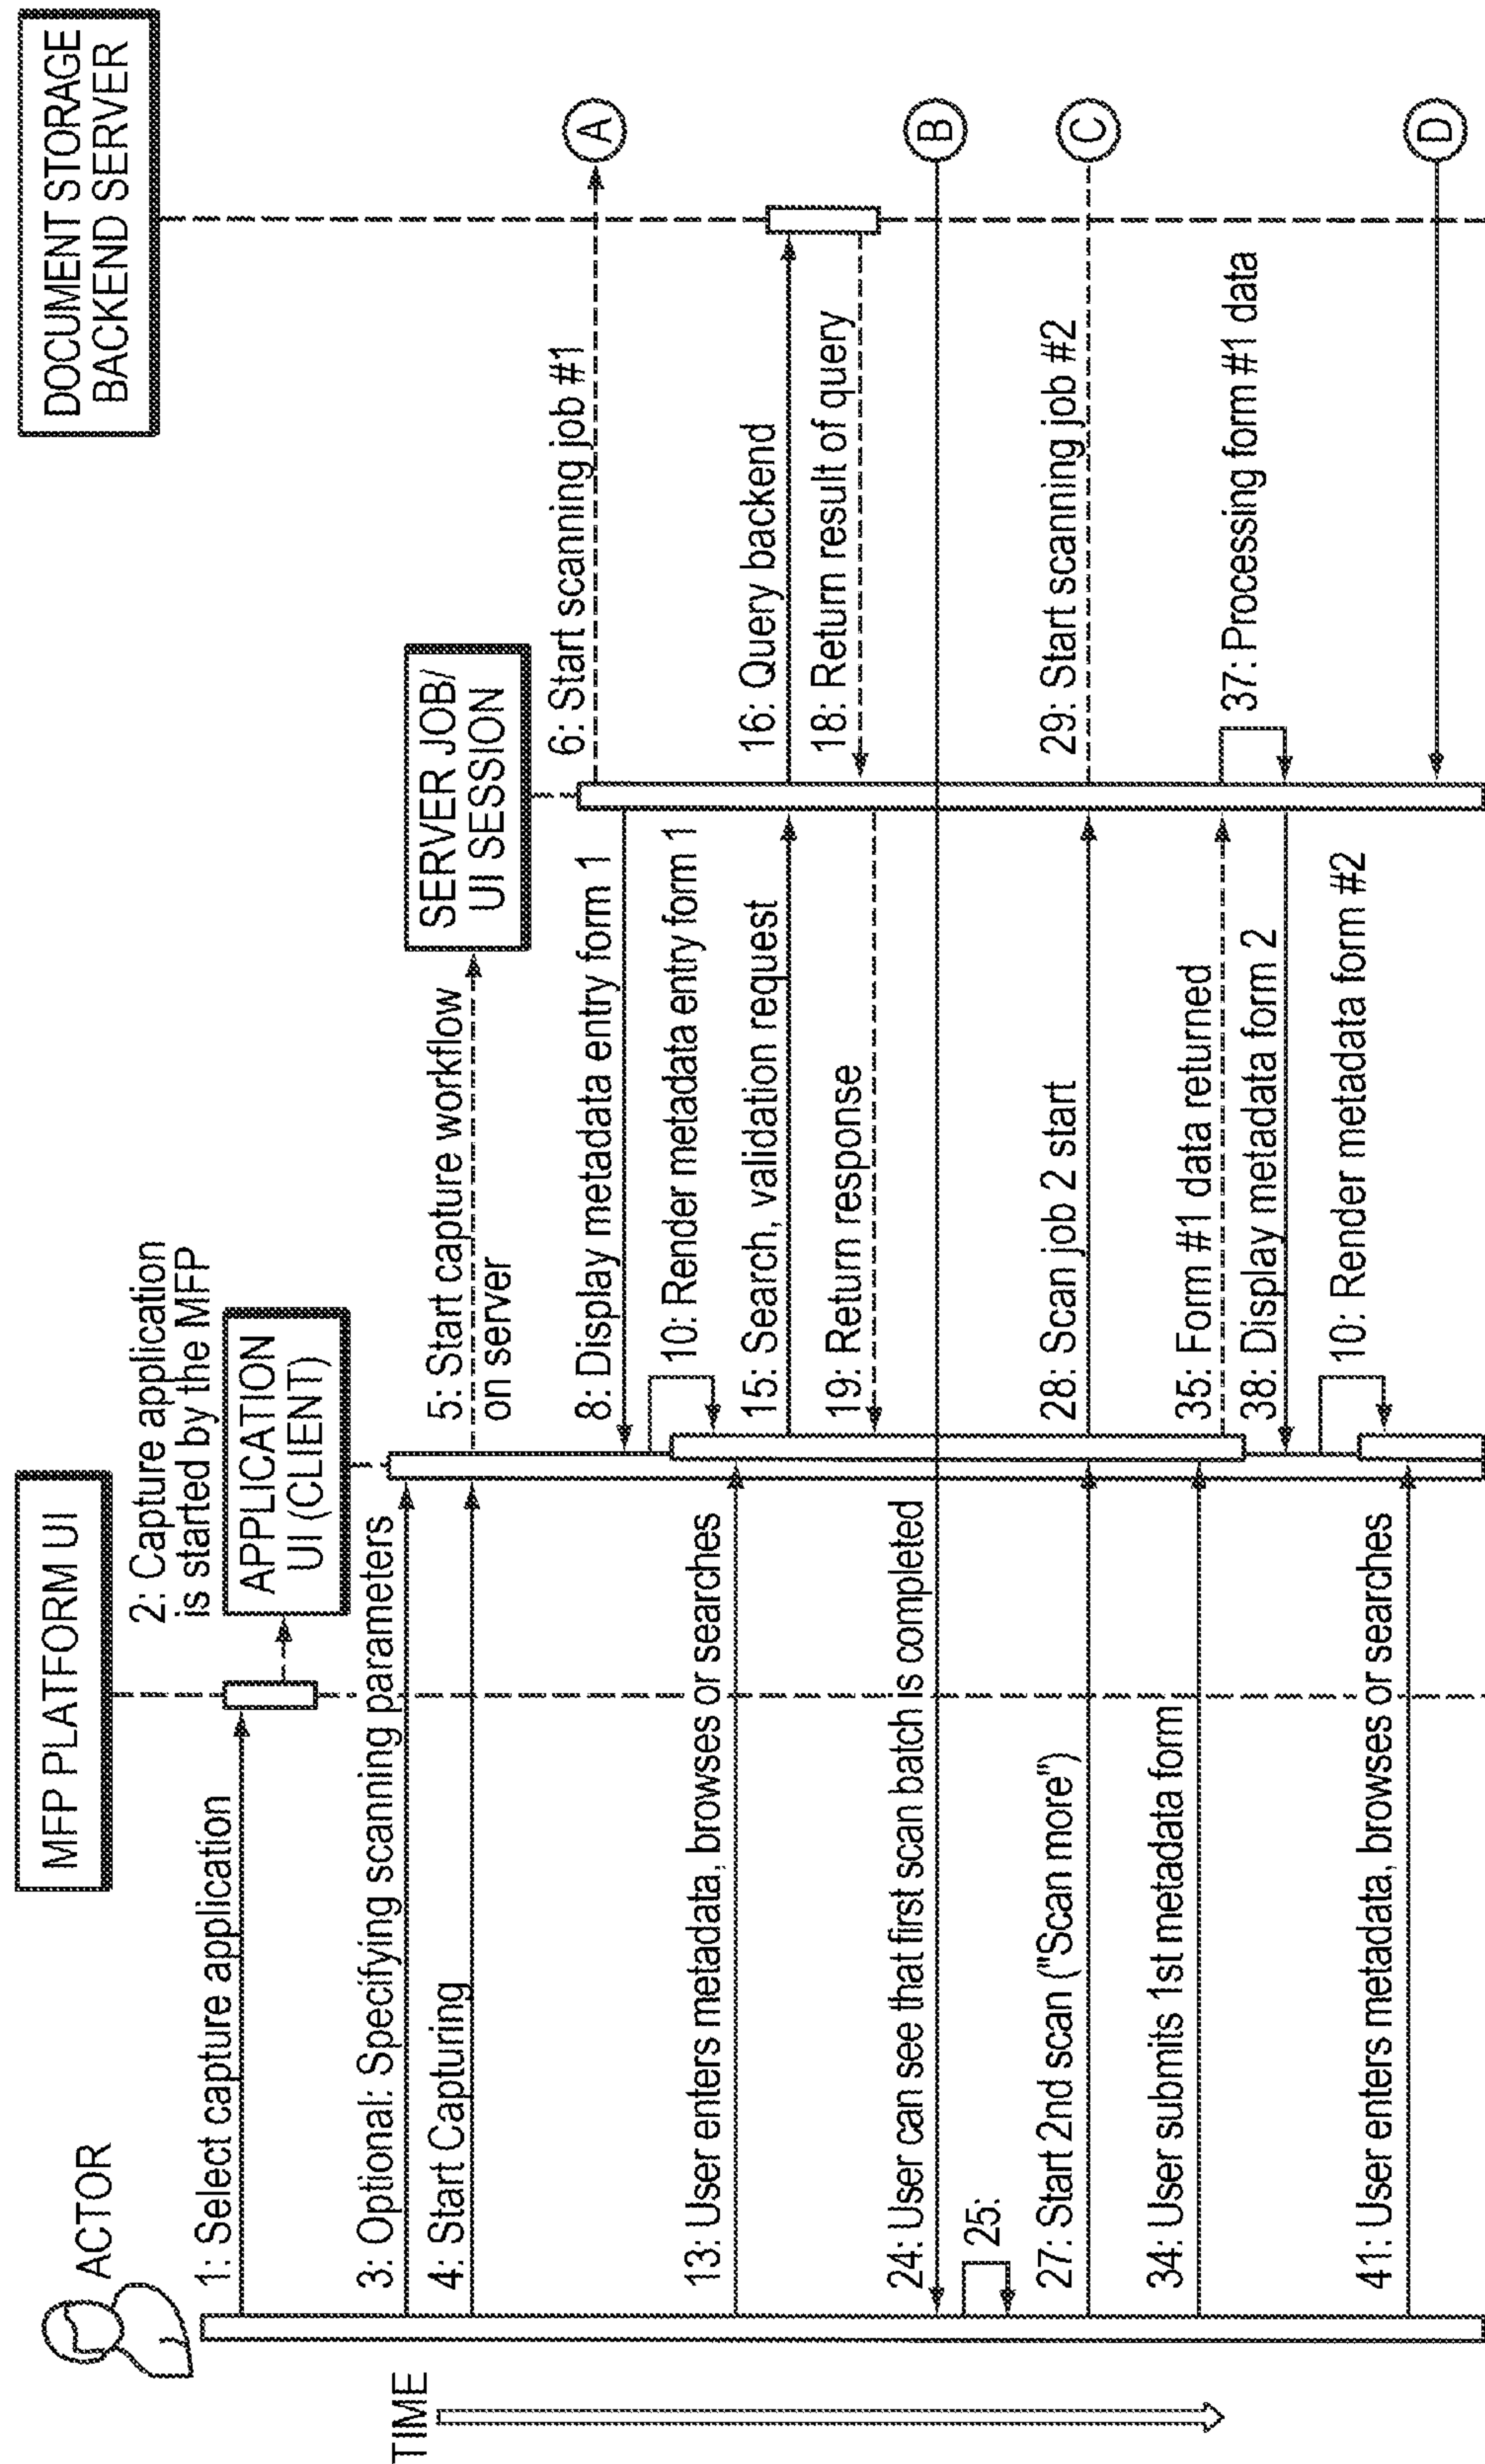 ACTOR
MFP PLATFORM UI
DOCUMENT STORAGE
BACKEND SERVER
TIME
1: Select capture application
2: Capture application
is started by the MFP
APPLICATION
UI (CLIENT)
3: Optional: Specifying scanning parameters
4: Start Capturing
5: Start capture workflow
on server
SERVER JOB/
UI SESSION
6: Start scanning job #1
A
8: Display metadata entry form 1
10: Render metadata entry form 1
13: User enters metadata, browses or searches
15: Search, validation request
16: Query backend
18: Return result of query
19: Return response
24: User can see that first scan batch is completed
B
25:
27: Start 2nd scan ("Scan more")
28: Scan job 2 start
29: Start scanning job #2
C
34: User submits 1st metadata form
35: Form #1 data returned
37: Processing form #1 data
38: Display metadata form 2
10: Render metadata form #2
41: User enters metadata, browses or searches
D